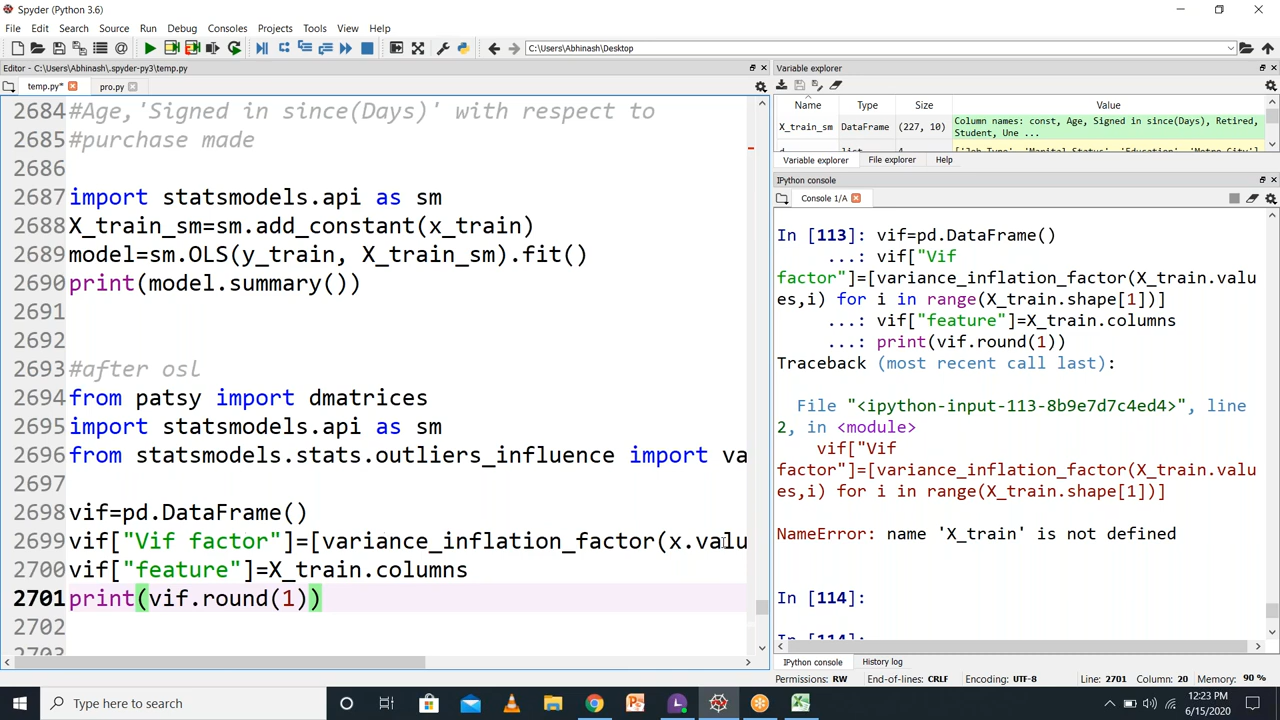 Spyder (Python 3.6)
File Edit Search Source Run Debug Consoles Projects Tools View Help
C:\Users\Abhinash\Desktop
Editor - C:\Users\Abhinash\.spyder-py3\temp.py
temp.py* pro.py
2684 #Age,'Signed in since(Days)' with respect to
2685 #purchase made
2686
2687 import statsmodels.api as sm
2688 X_train_sm=sm.add_constant(x_train)
2689 model=sm.OLS(y_train, X_train_sm).fit()
2690 print(model.summary())
2691
2692
2693 #after osl
2694 from patsy import dmatrices
2695 import statsmodels.api as sm
2696 from statsmodels.stats.outliers_influence import va
2697
2698 vif=pd.DataFrame()
2699 vif["Vif factor"]=[variance_inflation_factor(x.valu
2700 vif["feature"]=X_train.columns
2701 print(vif.round(1))
2702
2703
Variable explorer
Name Type Size Value
X_train_sm DataFrame (227, 10) Column names: const, Age, Signed in since(Days), Retired,
Student, Une ...
d list 4 ['Job Type', 'Marital Status', 'Education', 'Metro City']
Variable explorer File explorer Help
IPython console
Console 1/A
In [113]: vif=pd.DataFrame()
...: vif["Vif
factor"]=[variance_inflation_factor(X_train.valu
es,i) for i in range(X_train.shape[1])]
...: vif["feature"]=X_train.columns
...: print(vif.round(1))
Traceback (most recent call last):
File "<ipython-input-113-8b9e7d7c4ed4>", line
2, in <module>
vif["Vif
factor"]=[variance_inflation_factor(X_train.valu
es,i) for i in range(X_train.shape[1])]
NameError: name 'X_train' is not defined
In [114]:
In [114]:
IPython console History log
Permissions: RW End-of-lines: CRLF Encoding: UTF-8 Line: 2701 Column: 20 Memory: 90 %
Type here to search
12:23 PM
6/15/2020